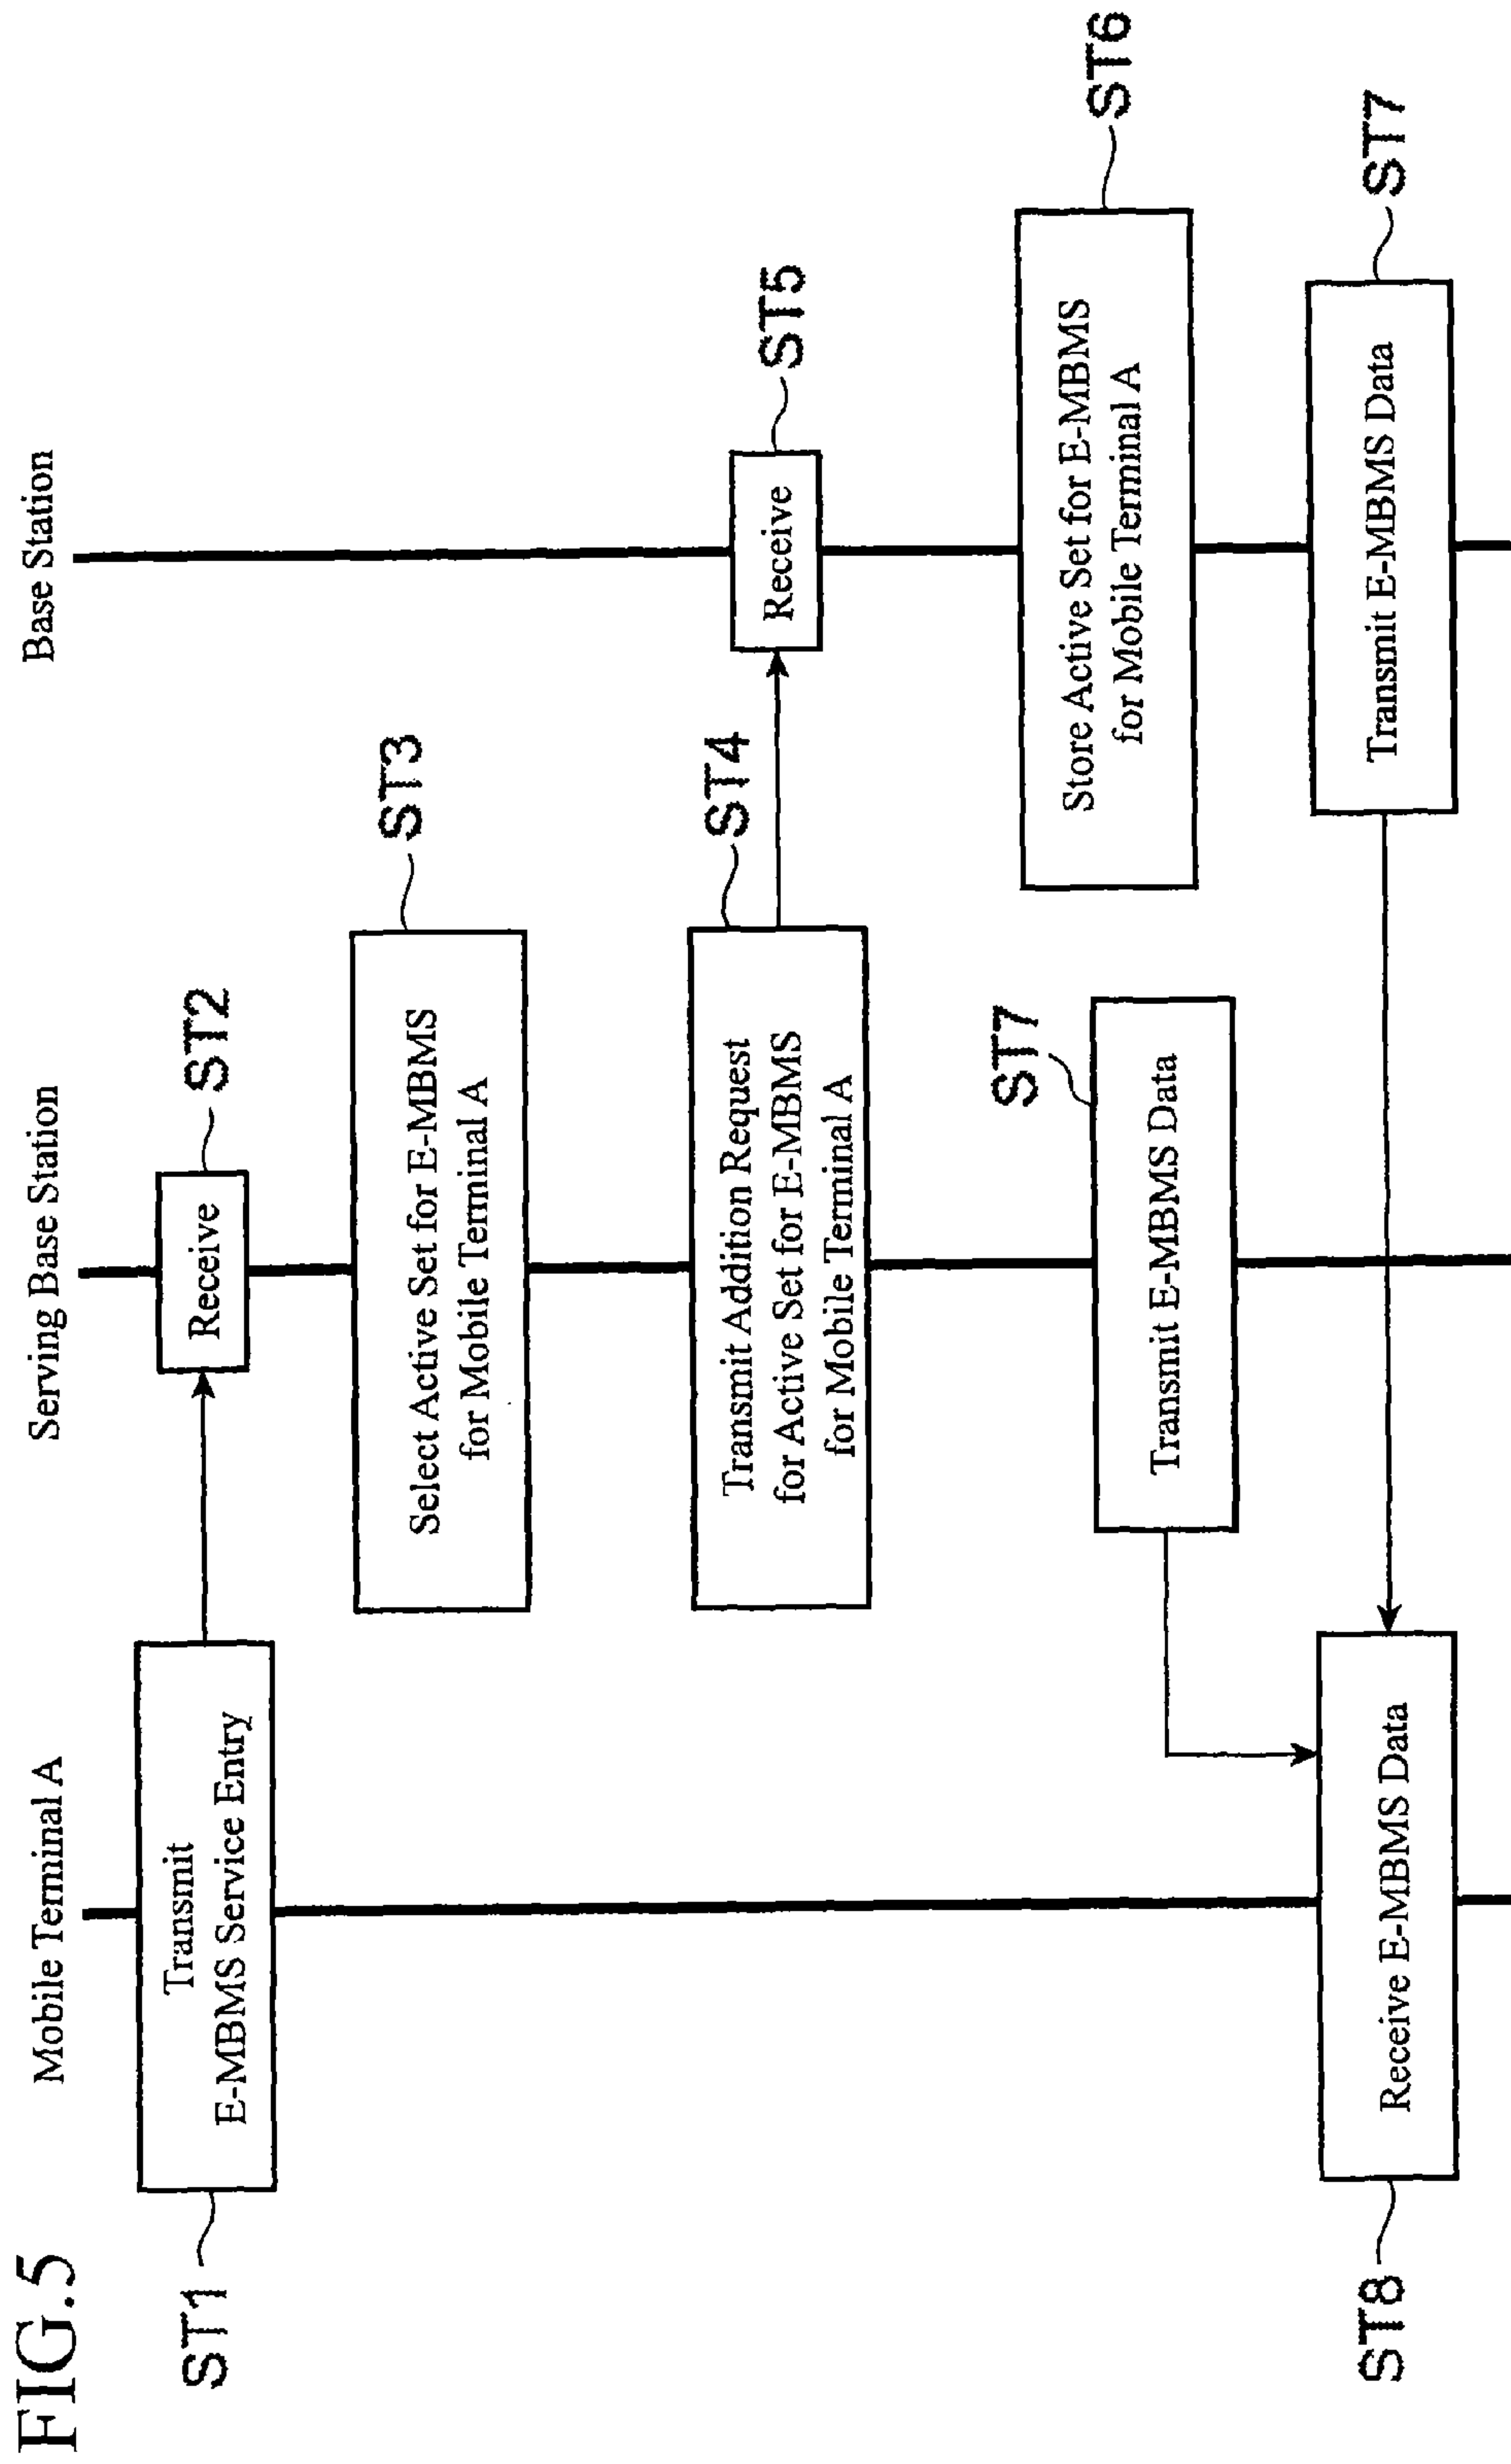 FIG.5
Mobile Terminal A
Serving Base Station
Base Station
ST1
Transmit
E-MBMS Service Entry
Receive
ST2
Select Active Set for E-MBMS
for Mobile Terminal A
ST3
Transmit Addition Request
for Active Set for E-MBMS
for Mobile Terminal A
ST4
Receive
ST5
Store Active Set for E-MBMS
for Mobile Terminal A
ST6
Transmit E-MBMS Data
ST7
Transmit E-MBMS Data
ST7
ST8
Receive E-MBMS Data